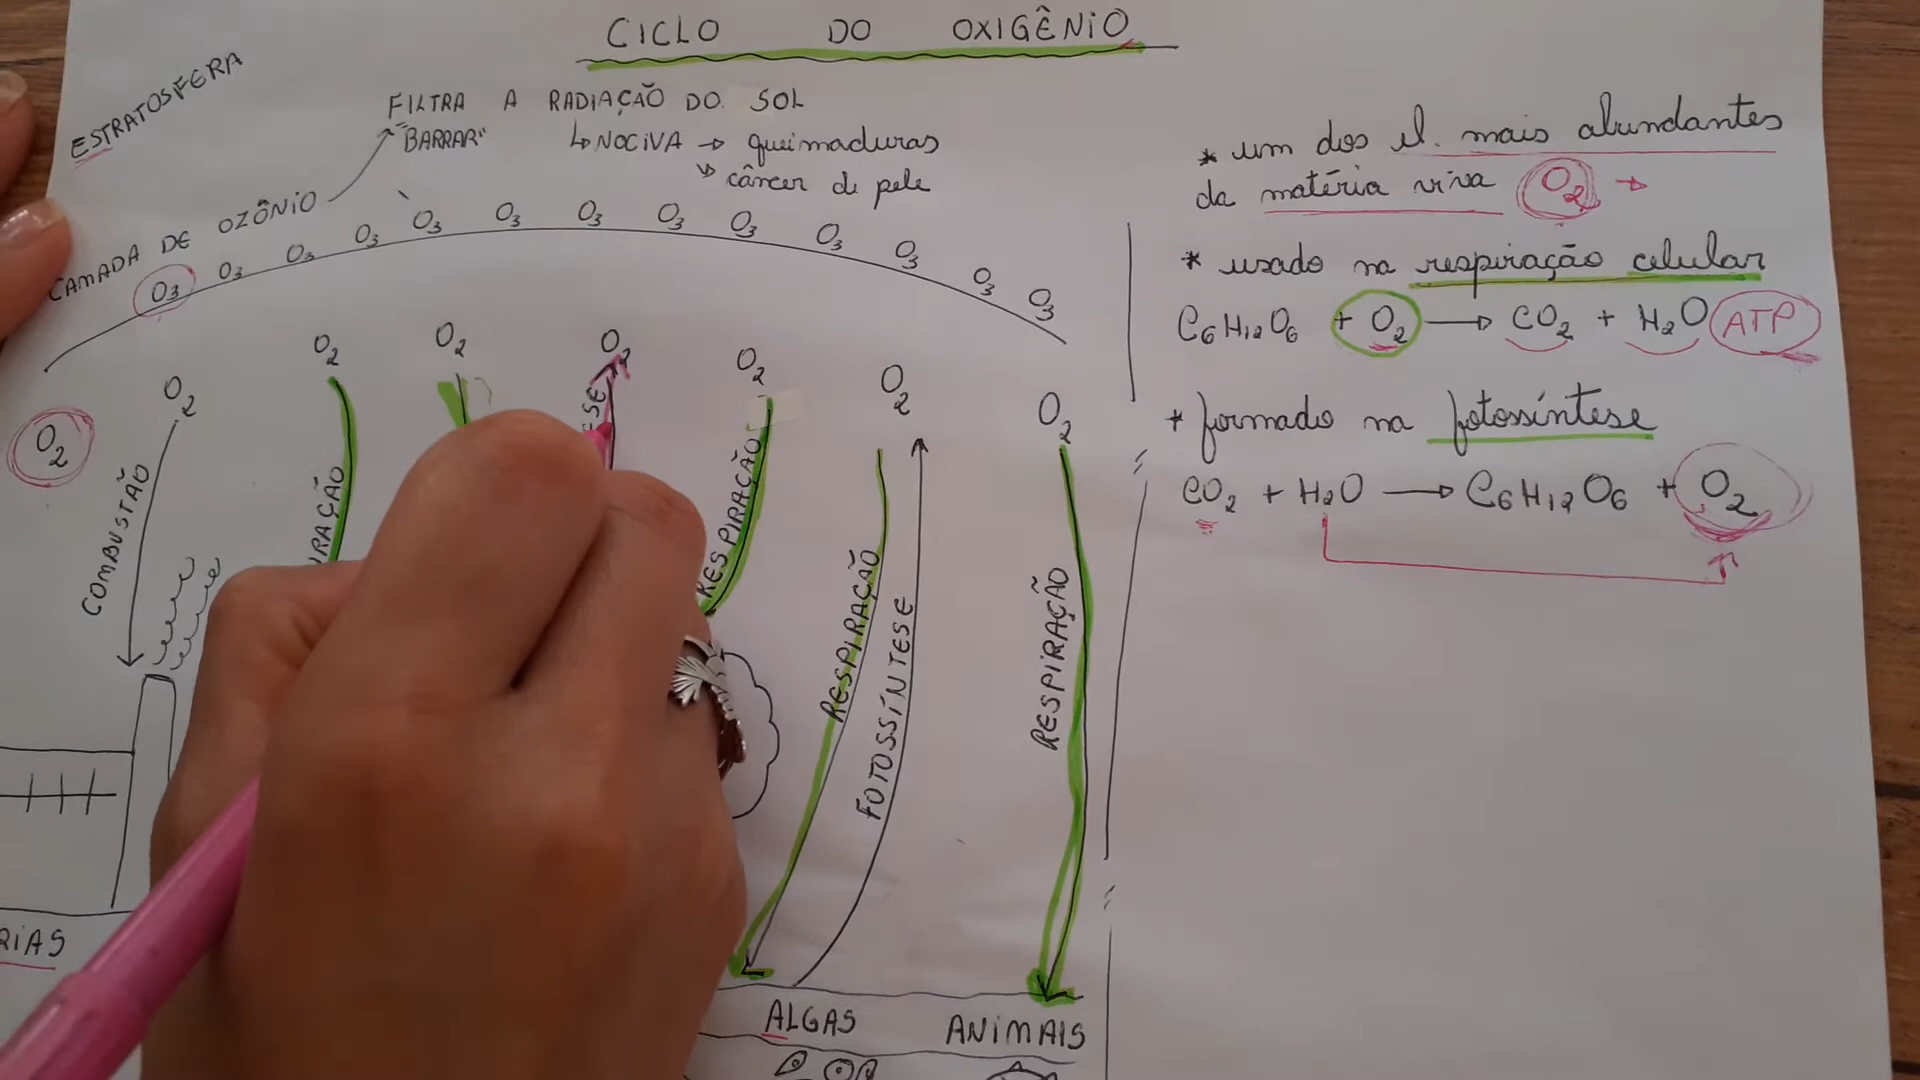 CICLO DO OXIGÊNIO
ESTRATOSFERA
FILTRA A RADIAÇÃO DO SOL
"BARRAR"
↳ NOCIVA → queimaduras
↘ câncer de pele
CAMADA DE OZÔNIO
O3 O3 O3 O3 O3 O3 O3 O3 O3 O3 O3 O3 O3
O2 O2 O2 O2 O2 O2 O2
O2
COMBUSTÃO
RESPIRAÇÃO
RESPIRAÇÃO
FOTOSSÍNTESE
RESPIRAÇÃO
ALGAS
ANIMAIS
* um dos el. mais abundantes
da matéria viva O2 →
* usado na respiração celular
C6H12O6 + O2 → CO2 + H2O ATP
* formado na fotossíntese
CO2 + H2O → C6H12O6 + O2